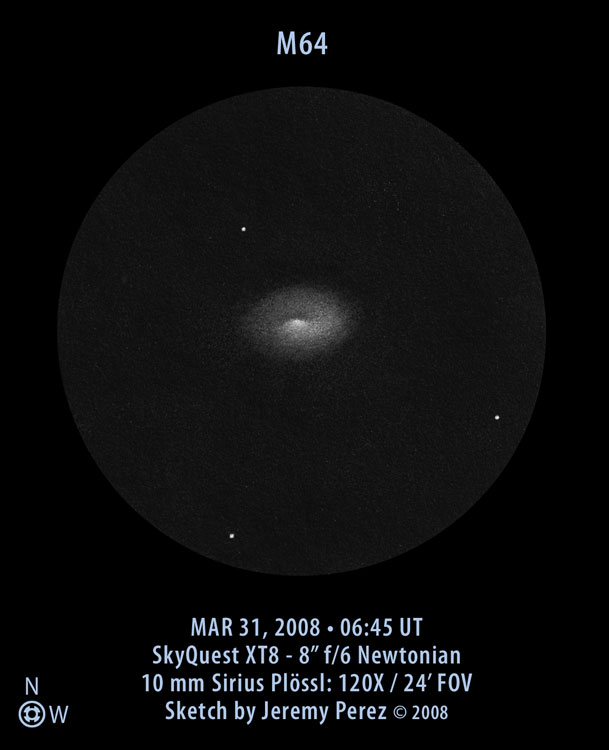 M64
MAR 31, 2008 • 06:45 UT
SkyQuest XT8 - 8” f/6 Newtonian
10 mm Sirius Plössl: 120X / 24’ FOV
Sketch by Jeremy Perez © 2008
N
W